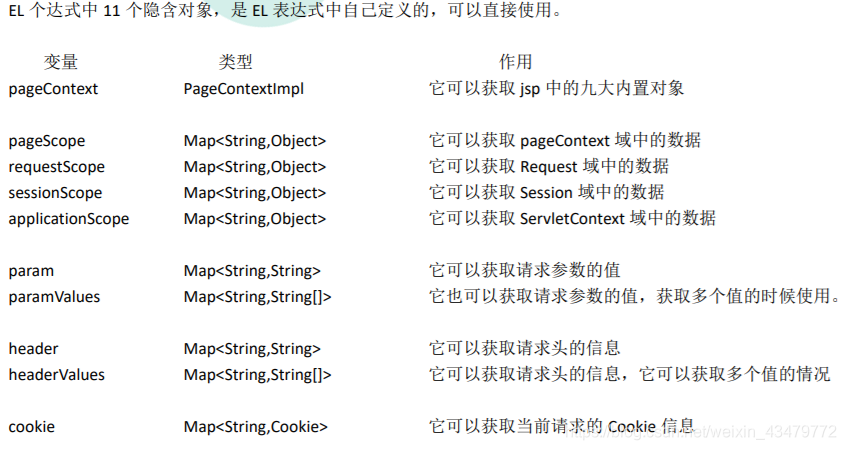 EL 个达式中 11 个隐含对象，是 EL 表达式中自己定义的，可以直接使用。
变量 类型 作用
pageContext PageContextImpl 它可以获取 jsp 中的九大内置对象
pageScope Map<String,Object> 它可以获取 pageContext 域中的数据
requestScope Map<String,Object> 它可以获取 Request 域中的数据
sessionScope Map<String,Object> 它可以获取 Session 域中的数据
applicationScope Map<String,Object> 它可以获取 ServletContext 域中的数据
param Map<String,String> 它可以获取请求参数的值
paramValues Map<String,String[]> 它也可以获取请求参数的值，获取多个值的时候使用。
header Map<String,String> 它可以获取请求头的信息
headerValues Map<String,String[]> 它可以获取请求头的信息，它可以获取多个值的情况
cookie Map<String,Cookie> 它可以获取当前请求的 Cookie 信息
https://blog.csdn.net/weixin_43479772